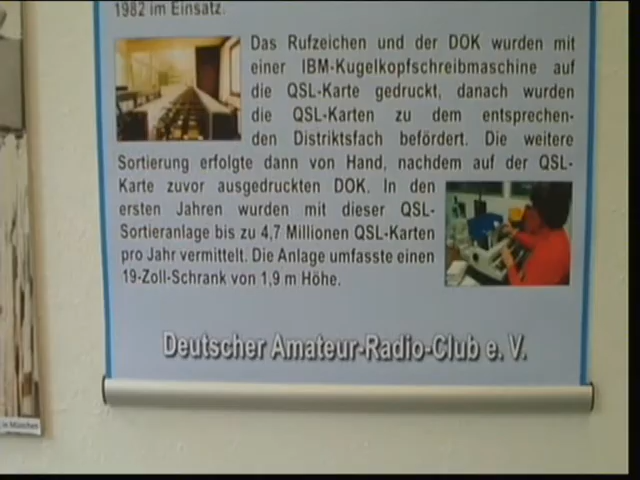 1982 im Einsatz.
Das Rufzeichen und der DOK wurden mit
einer IBM-Kugelkopfschreibmaschine auf
die QSL-Karte gedruckt, danach wurden
die QSL-Karten zu dem entsprechen-
den Distriktsfach befördert. Die weitere
Sortierung erfolgte dann von Hand, nachdem auf der QSL-
Karte zuvor ausgedruckten DOK. In den
ersten Jahren wurden mit dieser QSL-
Sortieranlage bis zu 4,7 Millionen QSL-Karten
pro Jahr vermittelt. Die Anlage umfasste einen
19-Zoll-Schrank von 1,9 m Höhe.
Deutscher Amateur-Radio-Club e. V.
in München